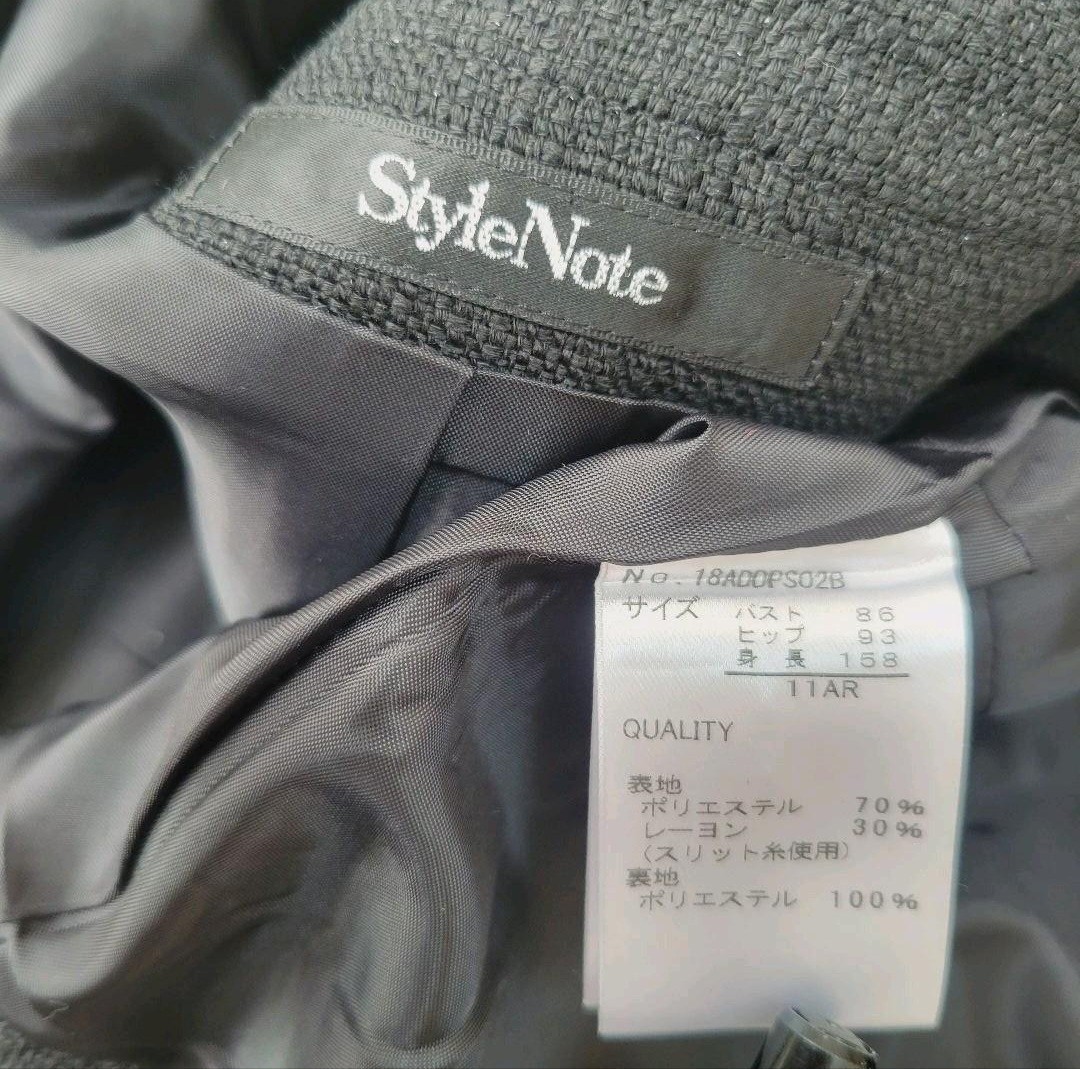 StyleNote
No. 18ADDPS02B
サイズ バスト 86
ヒップ 93
身長 158
11AR
QUALITY
表地
ポリエステル 70%
レーヨン 30%
(スリット糸使用)
裏地
ポリエステル 100%